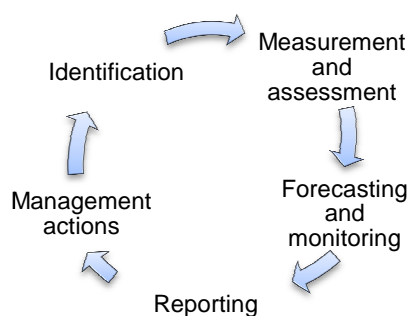 Identification
Measurement
and
assessment
Forecasting
and
monitoring
Reporting
Management
actions